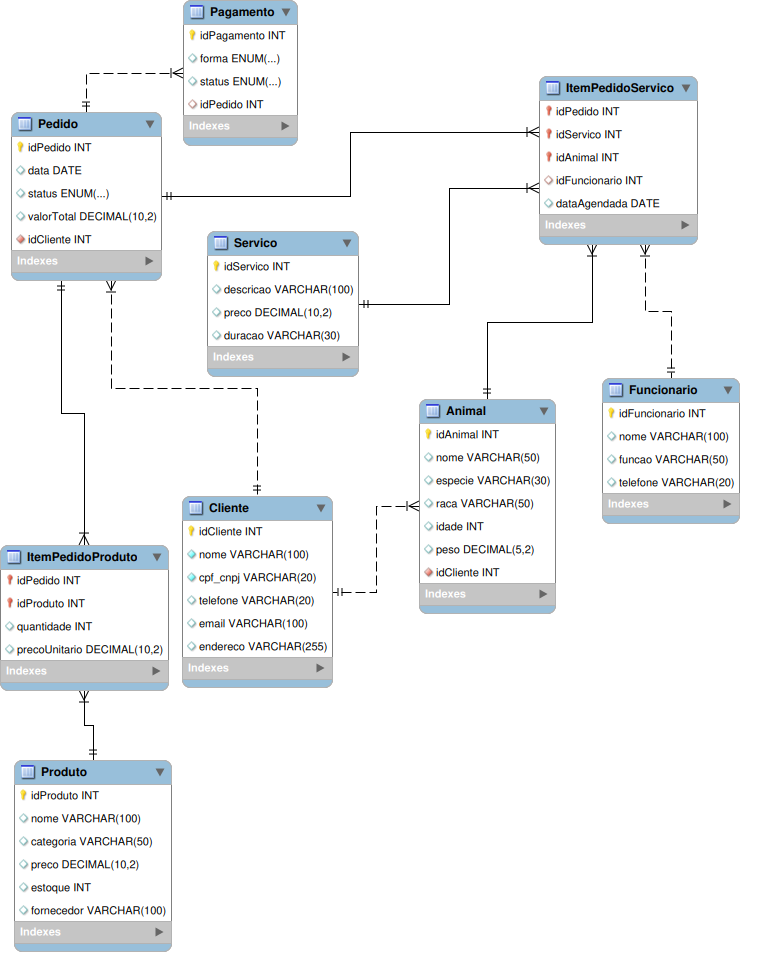 Pagamento
idPagamento INT
forma ENUM(...)
status ENUM(...)
idPedido INT
Indexes
Pedido
idPedido INT
data DATE
status ENUM(...)
valorTotal DECIMAL(10,2)
idCliente INT
Indexes
ItemPedidoServico
idPedido INT
idServico INT
idAnimal INT
idFuncionario INT
dataAgendada DATE
Indexes
Servico
idServico INT
descricao VARCHAR(100)
preco DECIMAL(10,2)
duracao VARCHAR(30)
Indexes
Funcionario
idFuncionario INT
nome VARCHAR(100)
funcao VARCHAR(50)
telefone VARCHAR(20)
Indexes
Animal
idAnimal INT
nome VARCHAR(50)
especie VARCHAR(30)
raca VARCHAR(50)
idade INT
peso DECIMAL(5,2)
idCliente INT
Indexes
Cliente
idCliente INT
nome VARCHAR(100)
cpf_cnpj VARCHAR(20)
telefone VARCHAR(20)
email VARCHAR(100)
endereco VARCHAR(255)
Indexes
ItemPedidoProduto
idPedido INT
idProduto INT
quantidade INT
precoUnitario DECIMAL(10,2)
Indexes
Produto
idProduto INT
nome VARCHAR(100)
categoria VARCHAR(50)
preco DECIMAL(10,2)
estoque INT
fornecedor VARCHAR(100)
Indexes